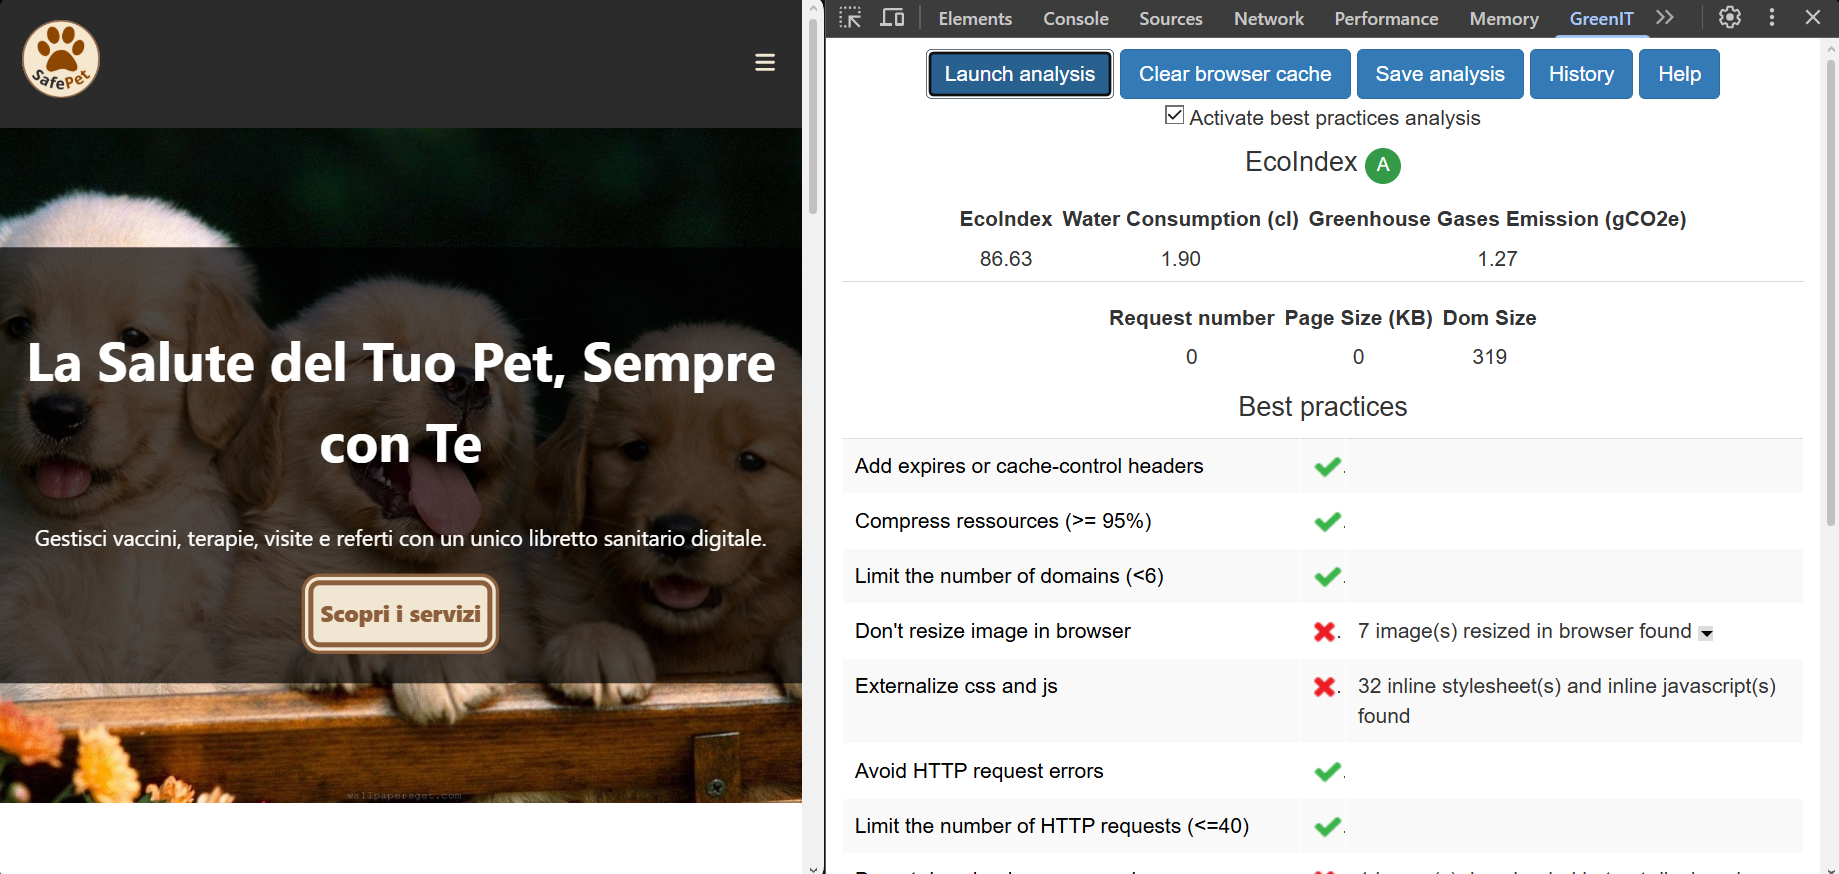 SafePet
La Salute del Tuo Pet, Sempre
con Te
Gestisci vaccini, terapie, visite e referti con un unico libretto sanitario digitale.
Scopri i servizi
wallpapersget.com
Elements Console Sources Network Performance Memory GreenIT
Launch analysis Clear browser cache Save analysis History Help
Activate best practices analysis
EcoIndex A
EcoIndex Water Consumption (cl) Greenhouse Gases Emission (gCO2e)
86.63 1.90 1.27
Request number Page Size (KB) Dom Size
0 0 319
Best practices
Add expires or cache-control headers .
Compress ressources (>= 95%) .
Limit the number of domains (<6) .
Don't resize image in browser . 7 image(s) resized in browser found
Externalize css and js . 32 inline stylesheet(s) and inline javascript(s)
found
Avoid HTTP request errors .
Limit the number of HTTP requests (<=40) .